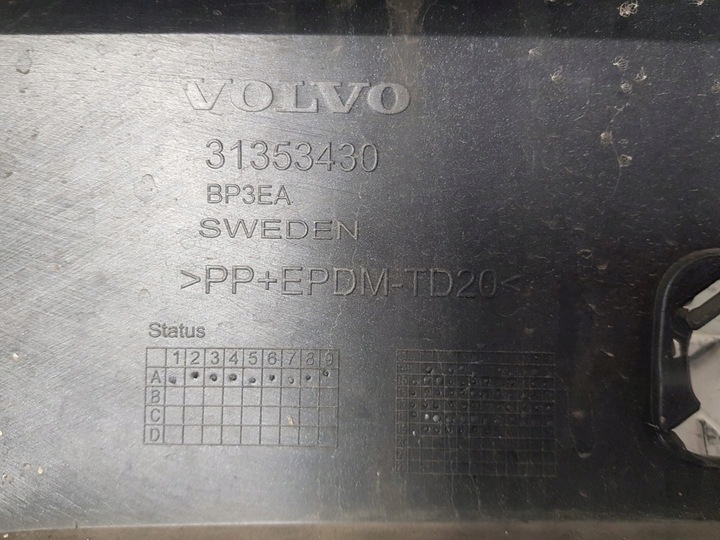 VOLVO
31353430
BP3EA
SWEDEN
>PP+EPDM-TD20<
Status
1 2 3 4 5 6 7 8 9
A
B
C
D